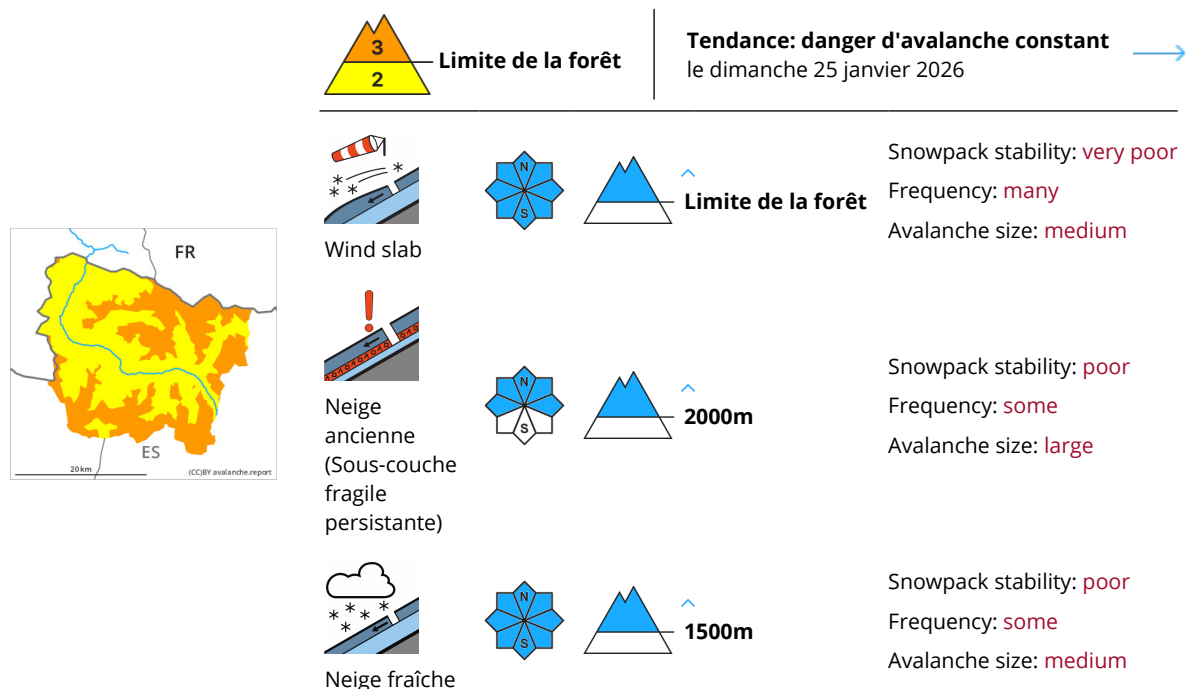 3
2
Limite de la forêt
Tendance: danger d'avalanche constant
le dimanche 25 janvier 2026
FR
ES
20 km
(CC)BY avalanche.report
N
S
Limite de la forêt
Snowpack stability: very poor
Frequency: many
Avalanche size: medium
Wind slab
N
S
2000m
Snowpack stability: poor
Frequency: some
Avalanche size: large
Neige
ancienne
(Sous-couche
fragile
persistante)
N
S
1500m
Snowpack stability: poor
Frequency: some
Avalanche size: medium
Neige fraîche